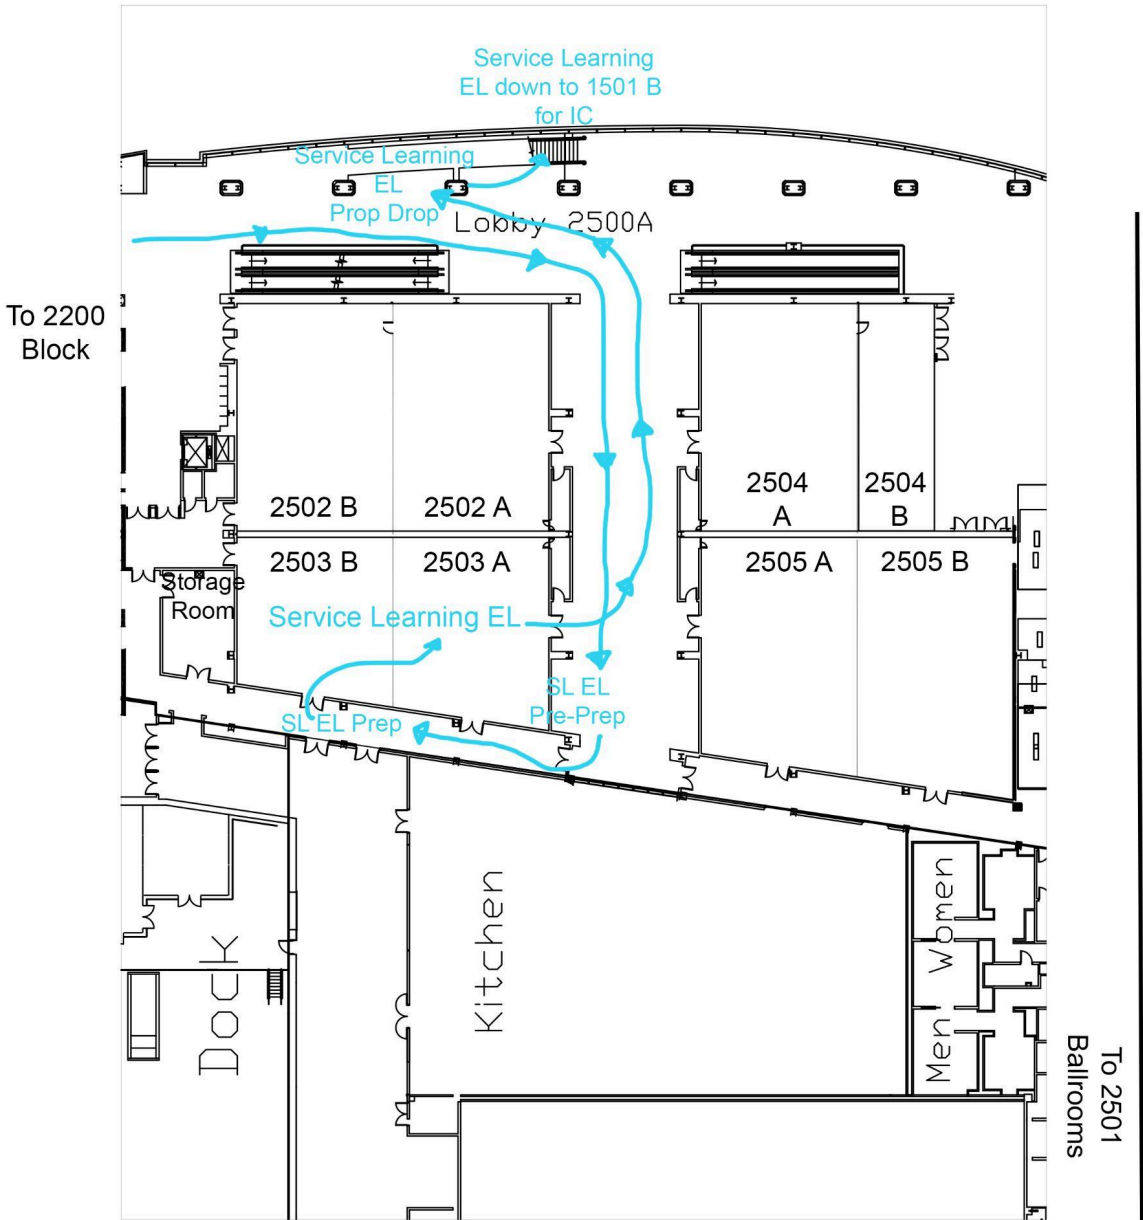 Service Learning
EL down to 1501 B
for IC
Service Learning
EL
Prop Drop
Lobby 2500A
To 2200
Block
2502 B
2502 A
2504
A
2504
B
2503 B
2503 A
2505 A
2505 B
Storage
Room
Service Learning EL
SL EL
Pre-Prep
SL EL Prep
Kitchen
Dock
Women
Men
To 2501
Ballrooms